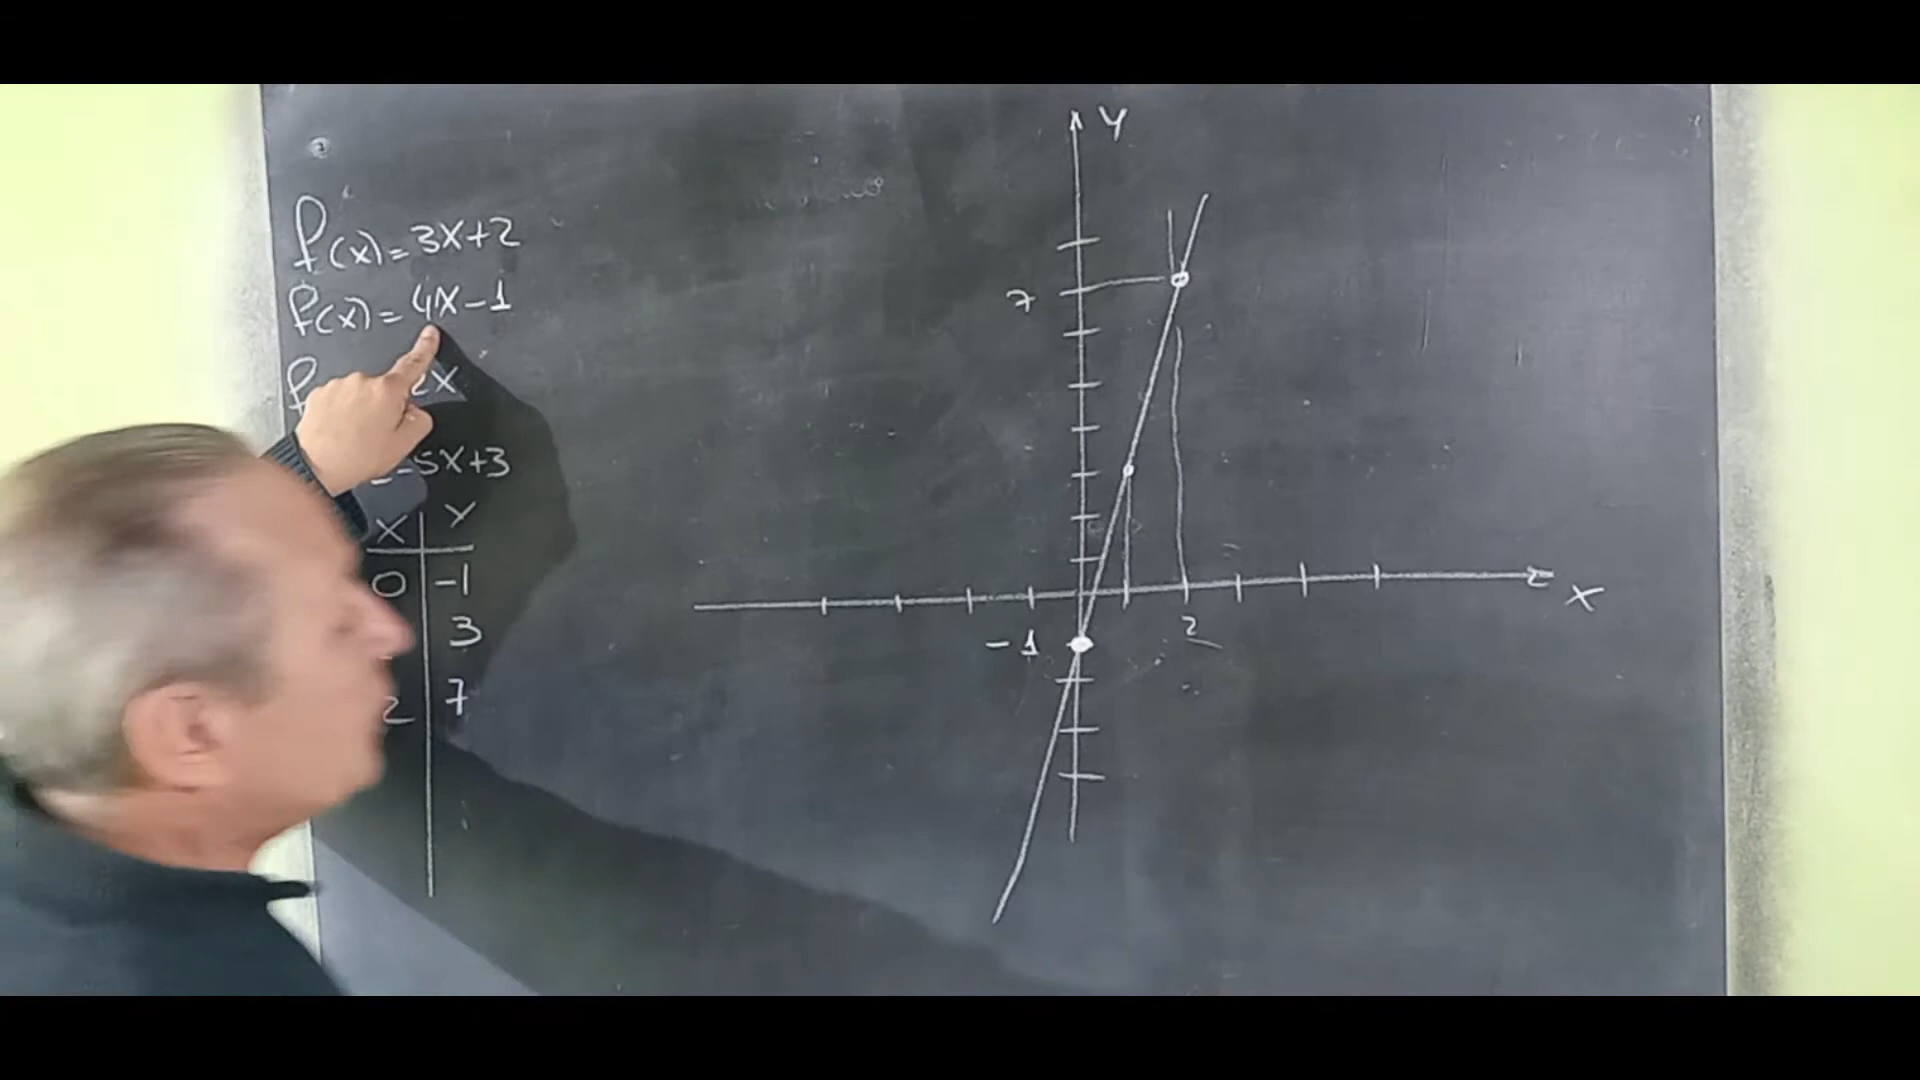 f(x)=3x+2
f(x)=4x-1
f 2x
-5x+3
x y
0 -1
3
2 7
y
7
-1
2
x